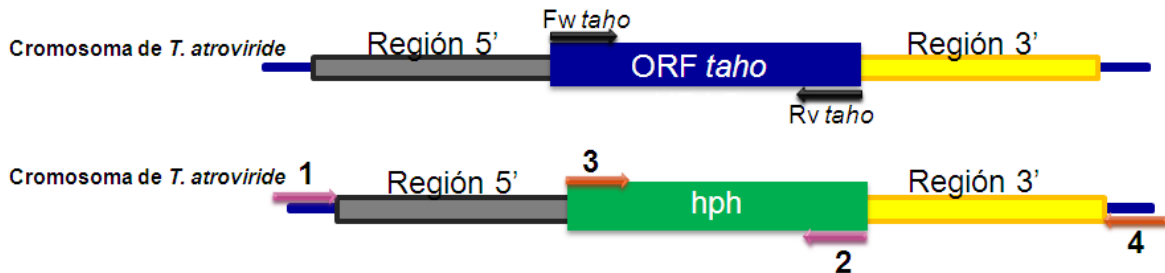 Fw taho
Cromosoma de T. atroviride
Región 5’
ORF taho
Región 3’
Rv taho
Cromosoma de T. atroviride
1
Región 5’
3
hph
2
Región 3’
4